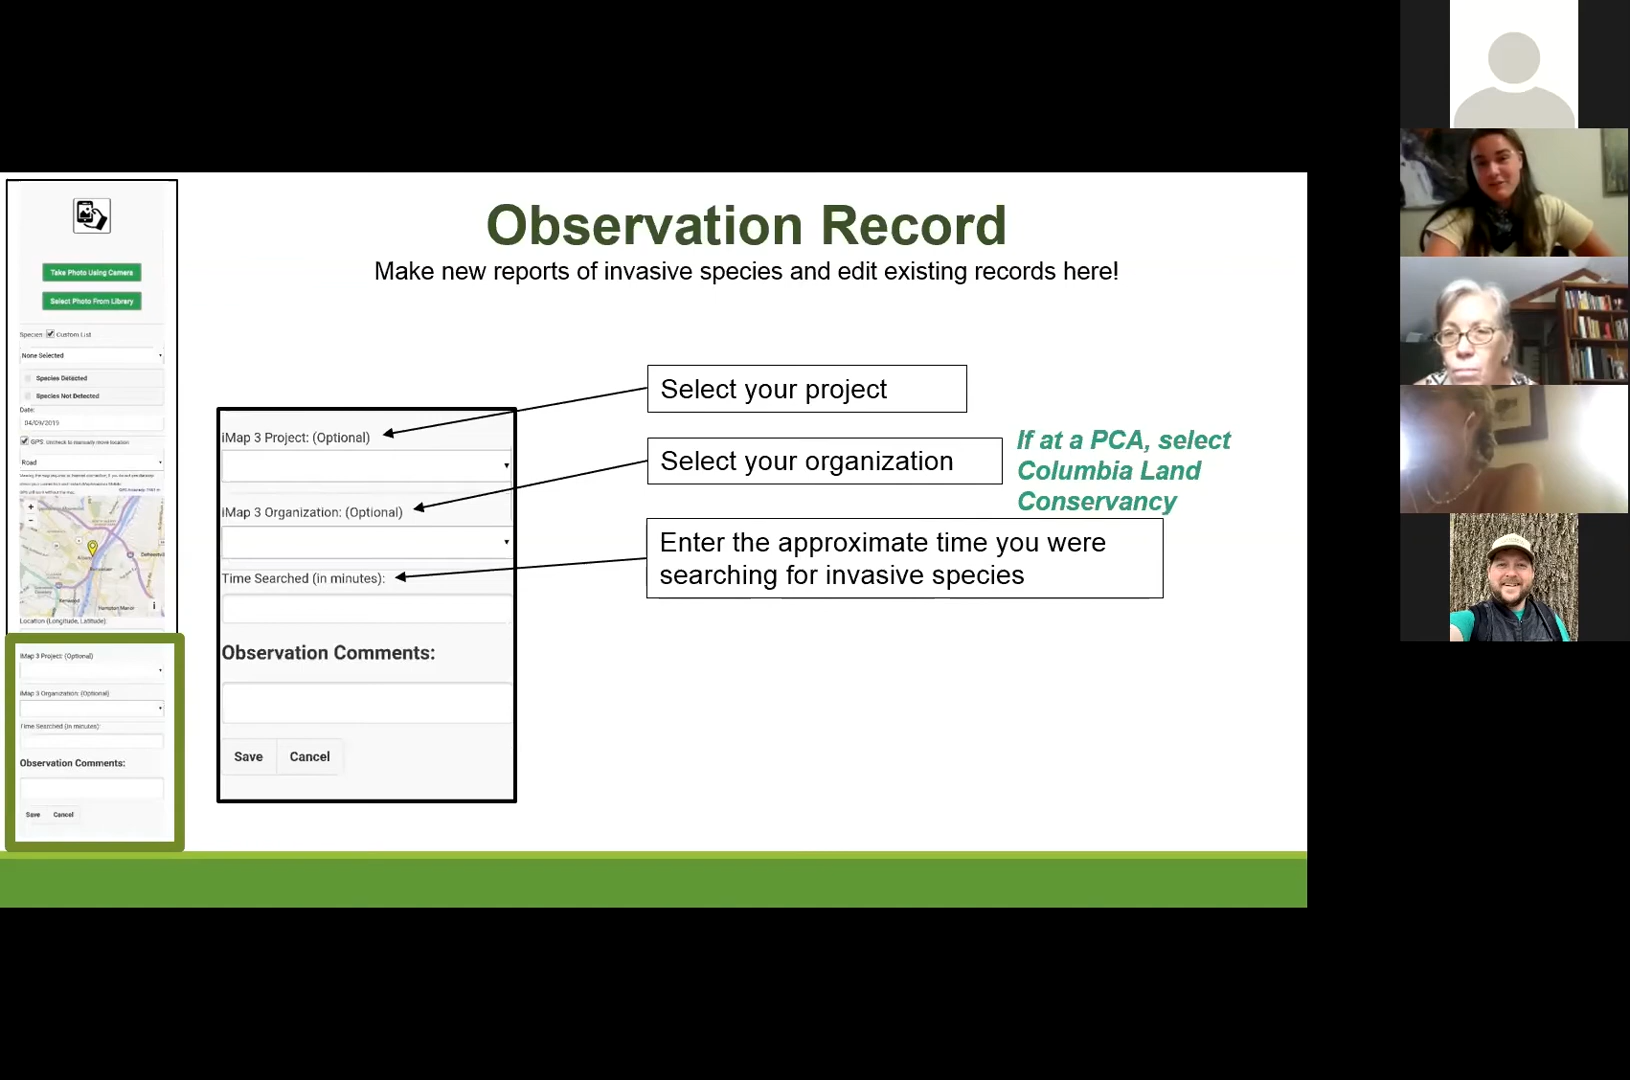 Observation Record
Make new reports of invasive species and edit existing records here!
Take Photo Using Camera
Select Photo From Library
Species: Custom List
None Selected
Species Detected
Species Not Detected
Date:
04/09/2019
GPS: Uncheck to manually move location
Road
Location (Longitude, Latitude):
iMap 3 Project: (Optional)
iMap 3 Organization: (Optional)
Time Searched (in minutes):
Observation Comments:
Save Cancel
iMap 3 Project: (Optional)
iMap 3 Organization: (Optional)
Time Searched (in minutes):
Observation Comments:
Save Cancel
Select your project
Select your organization
If at a PCA, select
Columbia Land
Conservancy
Enter the approximate time you were
searching for invasive species